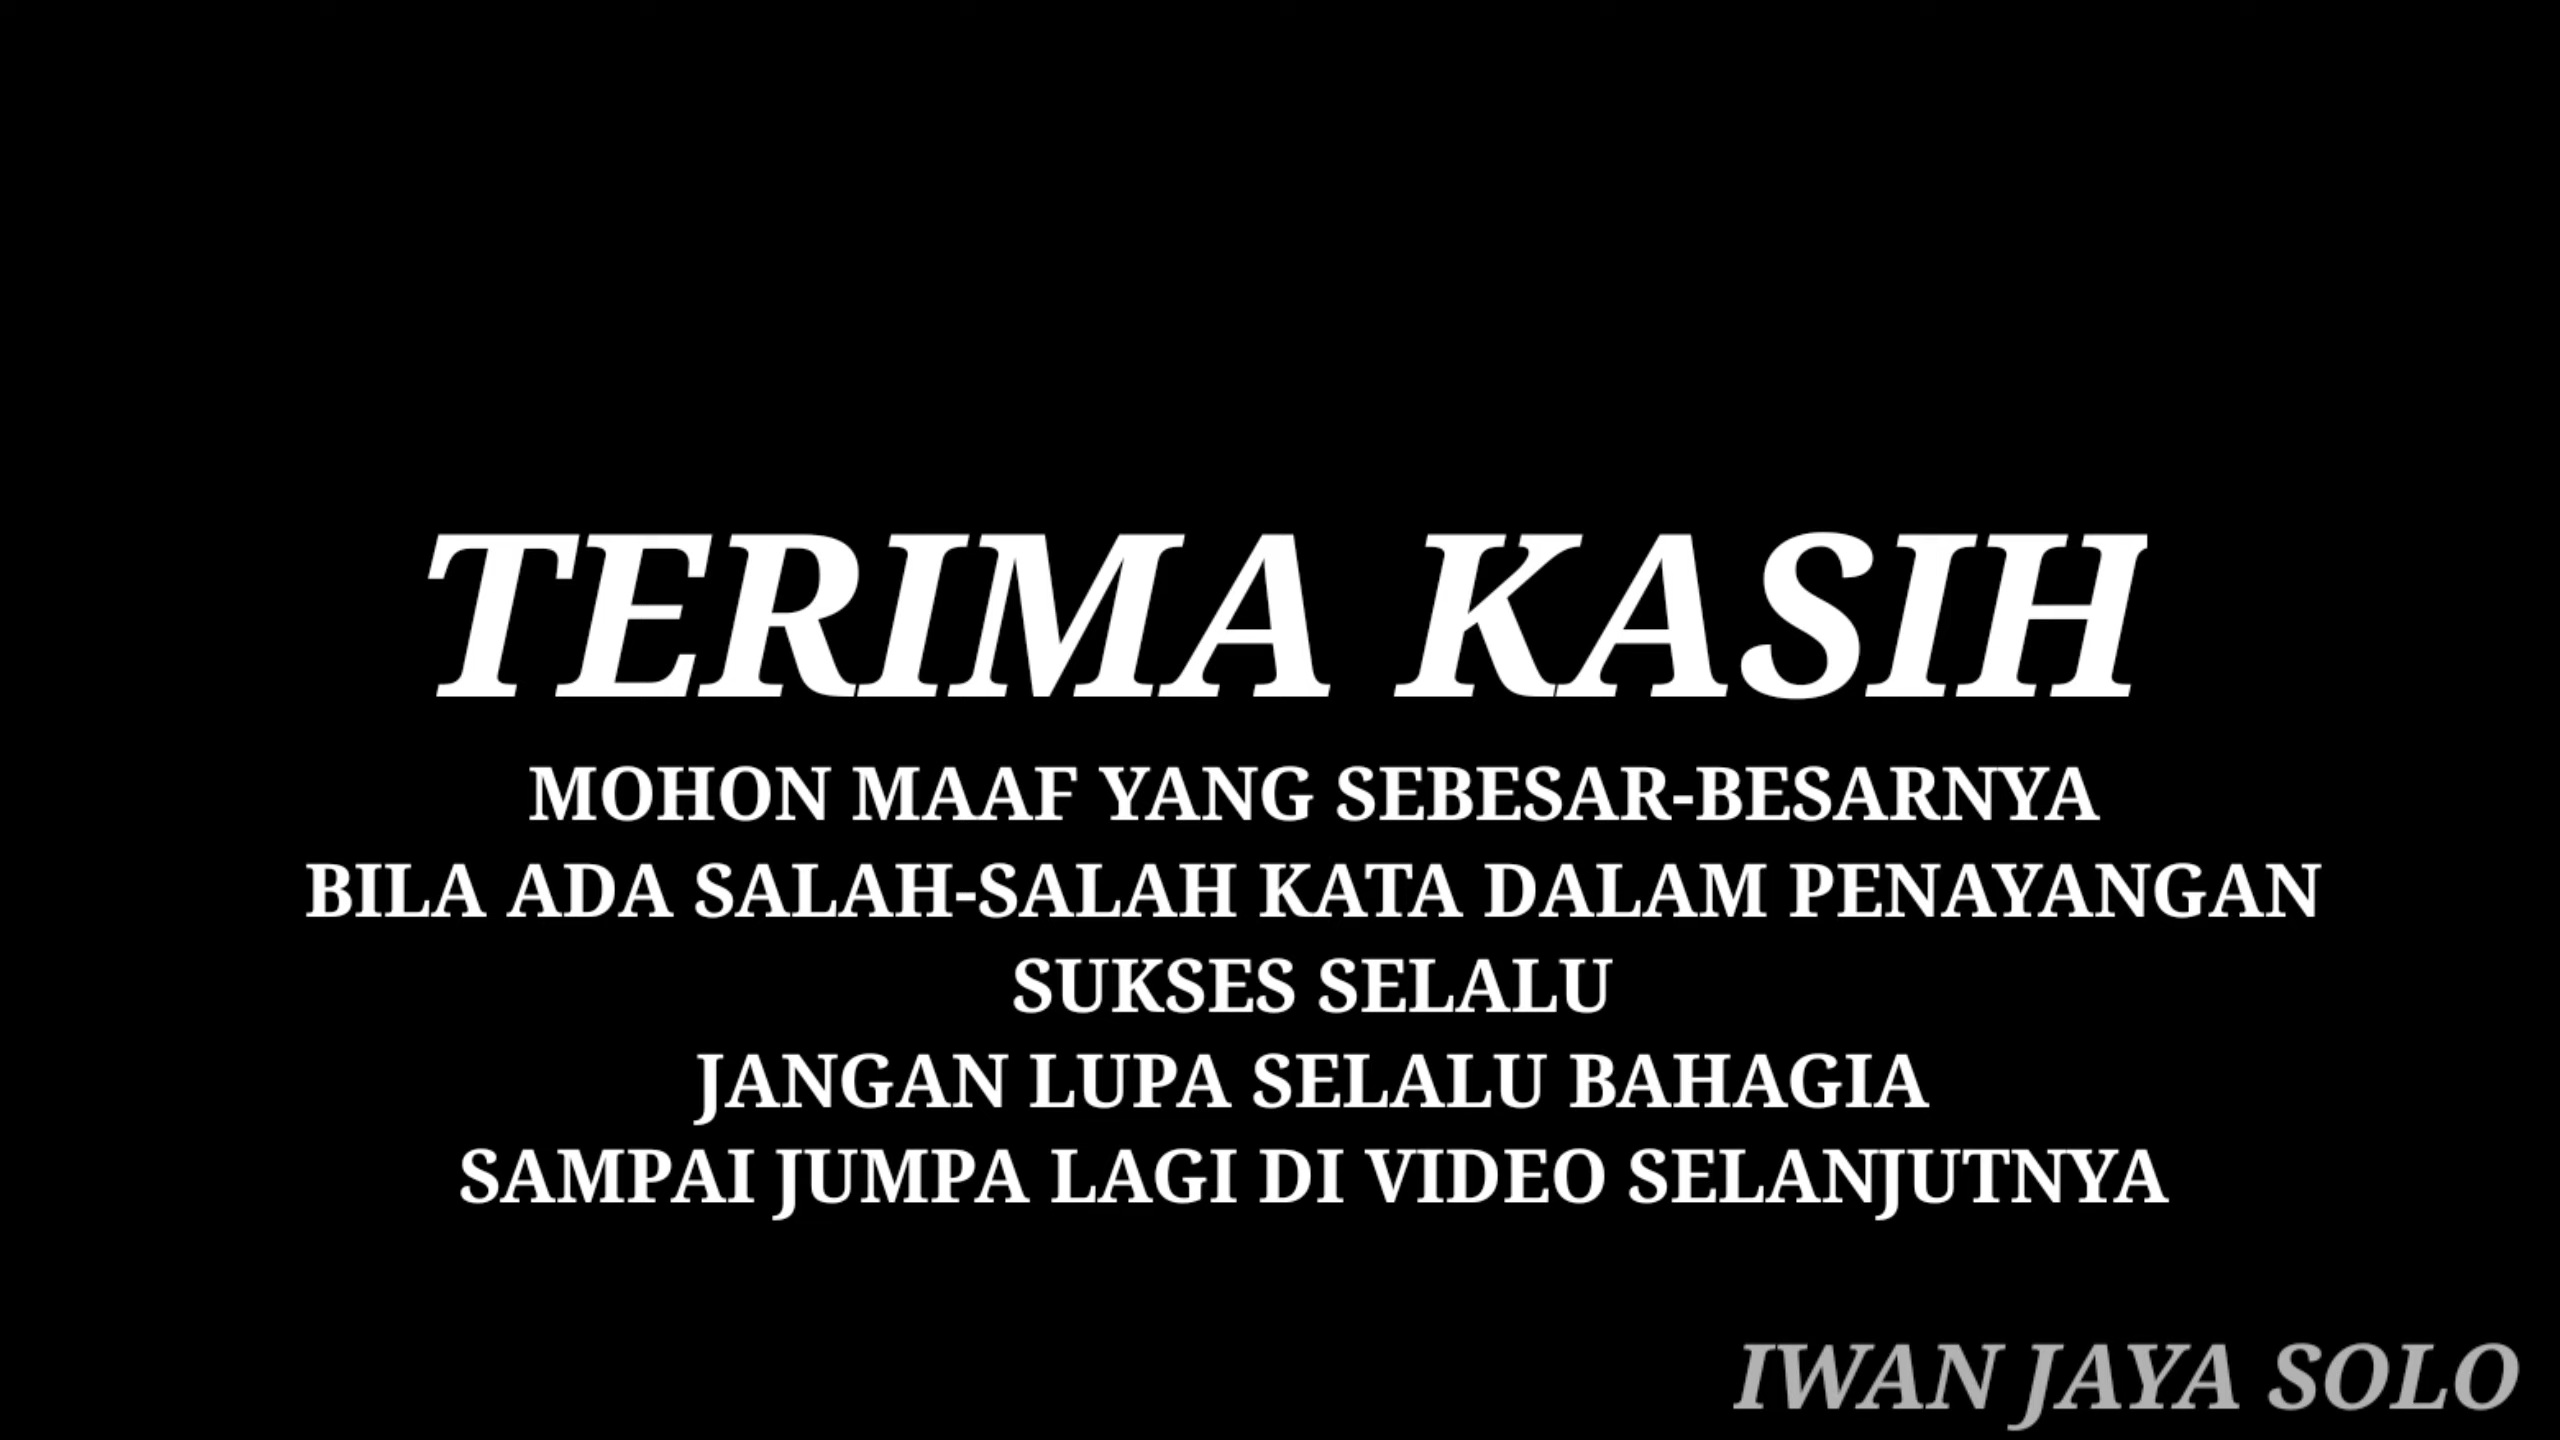 TERIMA KASIH
MOHON MAAF YANG SEBESAR-BESARNYA
BILA ADA SALAH-SALAH KATA DALAM PENAYANGAN
SUKSES SELALU
JANGAN LUPA SELALU BAHAGIA
SAMPAI JUMPA LAGI DI VIDEO SELANJUTNYA
IWAN JAYA SOLO